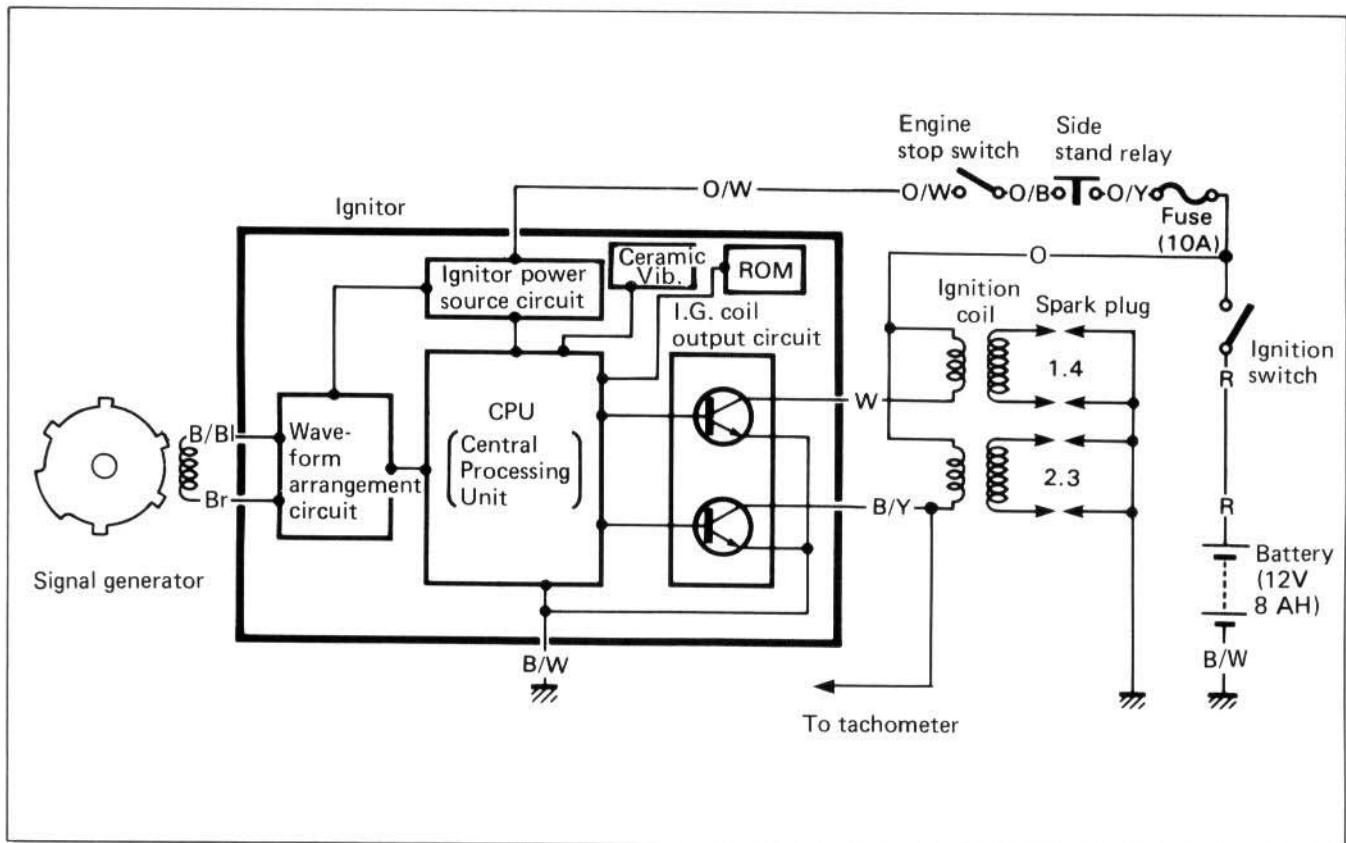 Engine
stop switch
Side
stand relay
O/W
O/W
O/B
O/Y
Fuse
(10A)
Ignitor
O
Ignitor power
source circuit
Ceramic
Vib.
ROM
I.G. coil
output circuit
Ignition
coil
Spark plug
Ignition
switch
1.4
R
W
CPU
(Central
Processing
Unit)
B/Bl
Wave-
form
arrangement
circuit
Br
2.3
B/Y
R
Signal generator
Battery
(12V
8 AH)
B/W
B/W
To tachometer